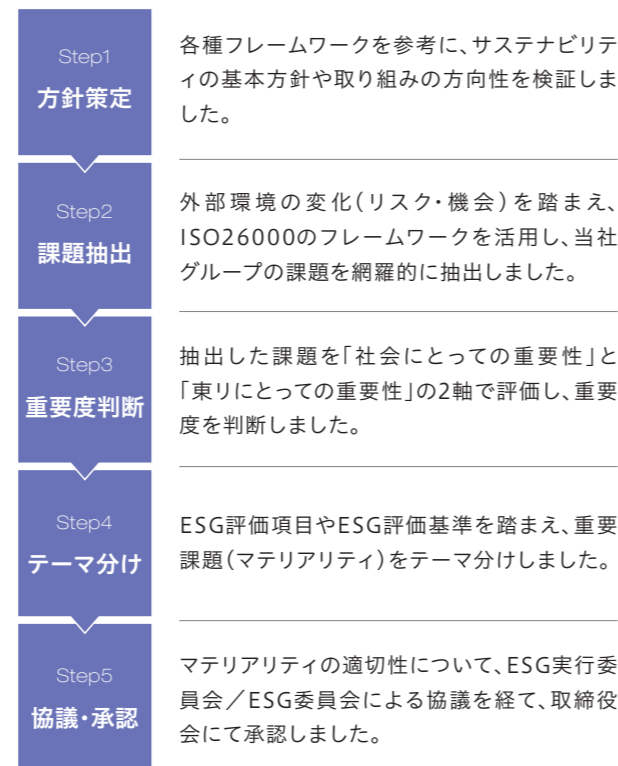 Step1
方針策定
各種フレームワークを参考に、サステナビリテ
ィの基本方針や取り組みの方向性を検証しま
した。
Step2
課題抽出
外部環境の変化(リスク・機会)を踏まえ、
ISO26000のフレームワークを活用し、当社
グループの課題を網羅的に抽出しました。
Step3
重要度判断
抽出した課題を「社会にとっての重要性」と
「東リにとっての重要性」の2軸で評価し、重要
度を判断しました。
Step4
テーマ分け
ESG評価項目やESG評価基準を踏まえ、重要
課題(マテリアリティ)をテーマ分けしました。
Step5
協議・承認
マテリアリティの適切性について、ESG実行委
員会／ESG委員会による協議を経て、取締役
会にて承認しました。